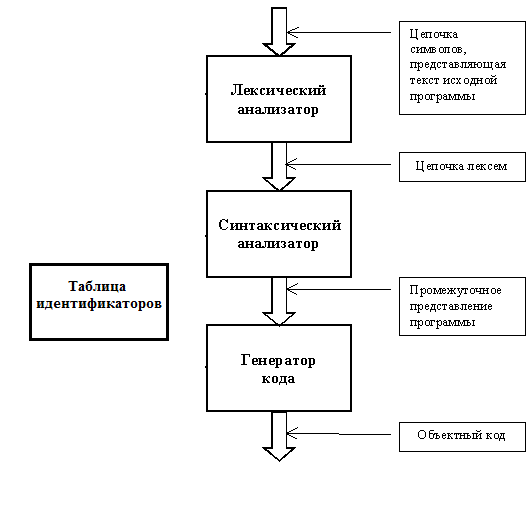 Цепочка
символов,
представляющая
текст исходной
программы
Лексический
анализатор
Цепочка лексем
Синтаксический
анализатор
Таблица
идентификаторов
Промежуточное
представление
программы
Генератор
кода
Объектный код